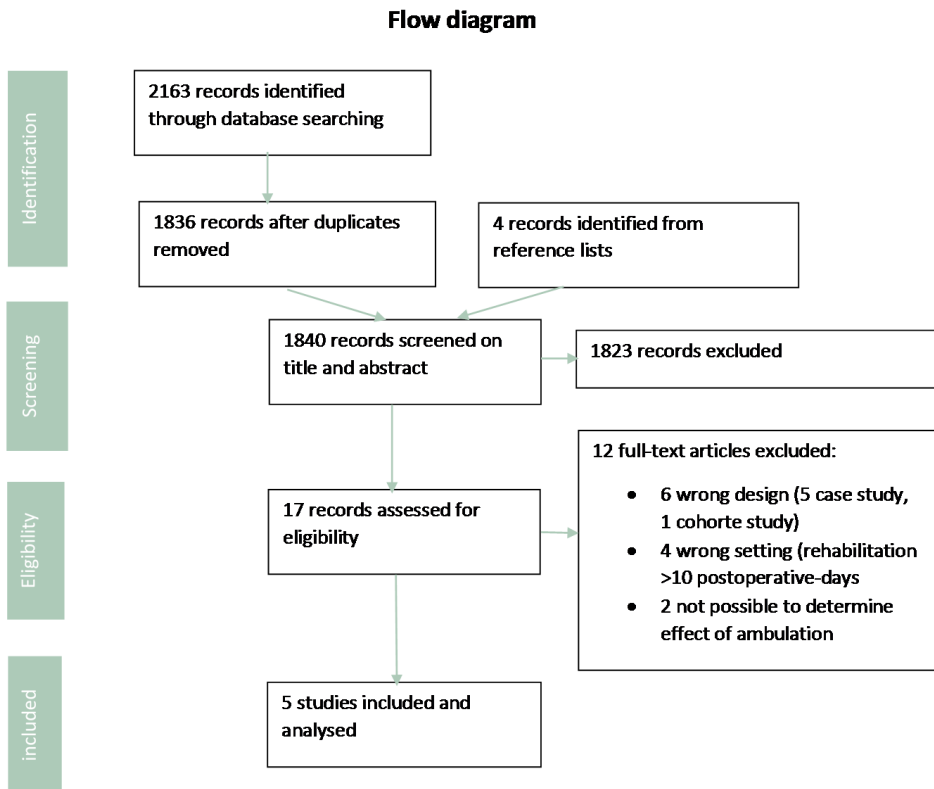 Flow diagram
Identification
2163 records identified
through database searching
1836 records after duplicates
removed
4 records identified from
reference lists
Screening
1840 records screened on
title and abstract
1823 records excluded
Eligibility
17 records assessed for
eligibility
12 full-text articles excluded:
• 6 wrong design (5 case study,
1 cohorte study)
• 4 wrong setting (rehabilitation
>10 postoperative-days
• 2 not possible to determine
effect of ambulation
included
5 studies included and
analysed